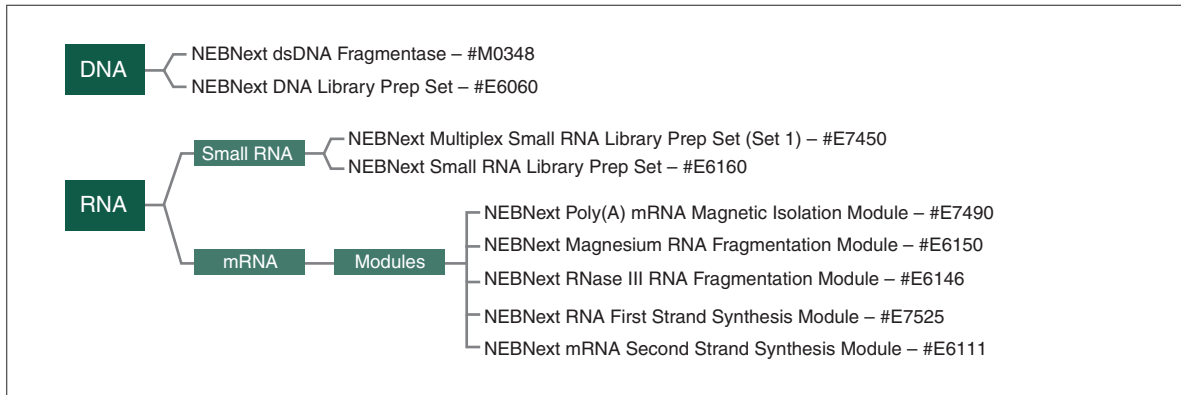 DNA
NEBNext dsDNA Fragmentase – #M0348
NEBNext DNA Library Prep Set – #E6060
RNA
Small RNA
NEBNext Multiplex Small RNA Library Prep Set (Set 1) – #E7450
NEBNext Small RNA Library Prep Set – #E6160
mRNA
Modules
NEBNext Poly(A) mRNA Magnetic Isolation Module – #E7490
NEBNext Magnesium RNA Fragmentation Module – #E6150
NEBNext RNase III RNA Fragmentation Module – #E6146
NEBNext RNA First Strand Synthesis Module – #E7525
NEBNext mRNA Second Strand Synthesis Module – #E6111